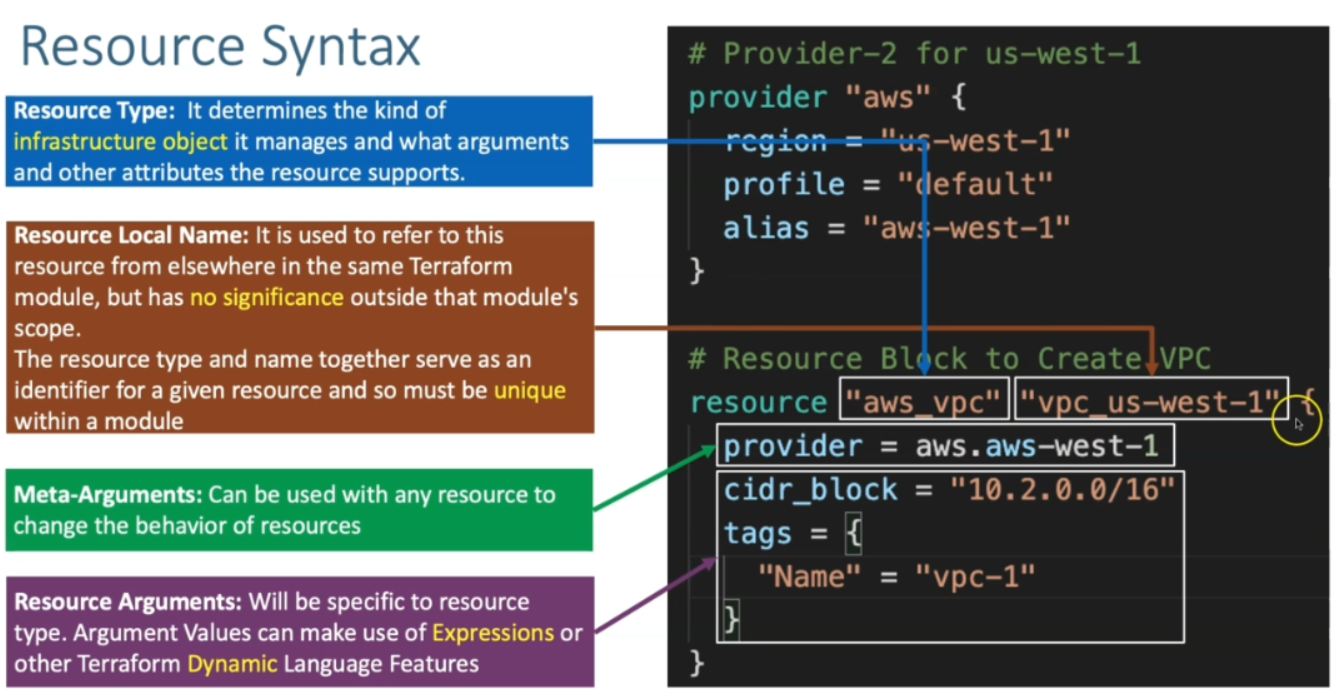 Resource Syntax
Resource Type: It determines the kind of
infrastructure object it manages and what arguments
and other attributes the resource supports.
Resource Local Name: It is used to refer to this
resource from elsewhere in the same Terraform
module, but has no significance outside that module's
scope.
The resource type and name together serve as an
identifier for a given resource and so must be unique
within a module
Meta-Arguments: Can be used with any resource to
change the behavior of resources
Resource Arguments: Will be specific to resource
type. Argument Values can make use of Expressions or
other Terraform Dynamic Language Features
# Provider-2 for us-west-1
provider "aws" {
region = "us-west-1"
profile = "default"
alias = "aws-west-1"
}
# Resource Block to Create VPC
resource "aws_vpc" "vpc_us-west-1" {
provider = aws.aws-west-1
cidr_block = "10.2.0.0/16"
tags = {
"Name" = "vpc-1"
}
}